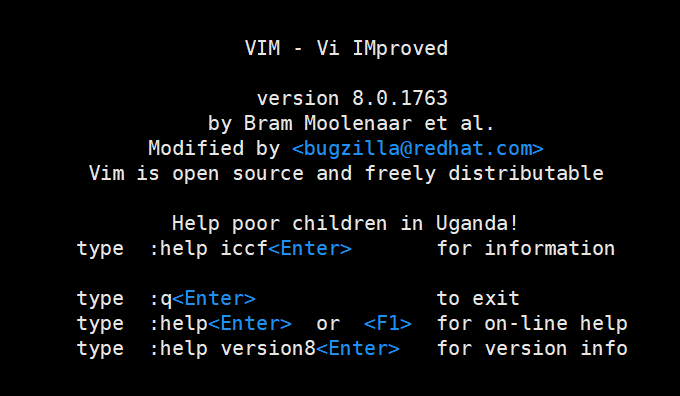 VIM - Vi IMproved
version 8.0.1763
by Bram Moolenaar et al.
Modified by <bugzilla@redhat.com>
Vim is open source and freely distributable
Help poor children in Uganda!
type  :help iccf<Enter>       for information
type  :q<Enter>               to exit
type  :help<Enter>  or  <F1>  for on-line help
type  :help version8<Enter>   for version info